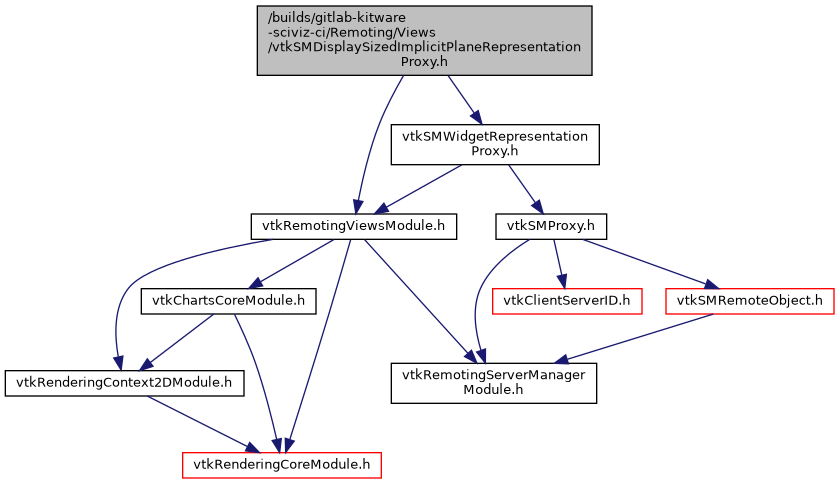 /builds/gitlab-kitware
-sciviz-ci/Remoting/Views
/vtkSMDisplaySizedImplicitPlaneRepresentation
Proxy.h
vtkSMWidgetRepresentation
Proxy.h
vtkRemotingViewsModule.h
vtkSMProxy.h
vtkChartsCoreModule.h
vtkClientServerID.h
vtkSMRemoteObject.h
vtkRenderingContext2DModule.h
vtkRemotingServerManager
Module.h
vtkRenderingCoreModule.h